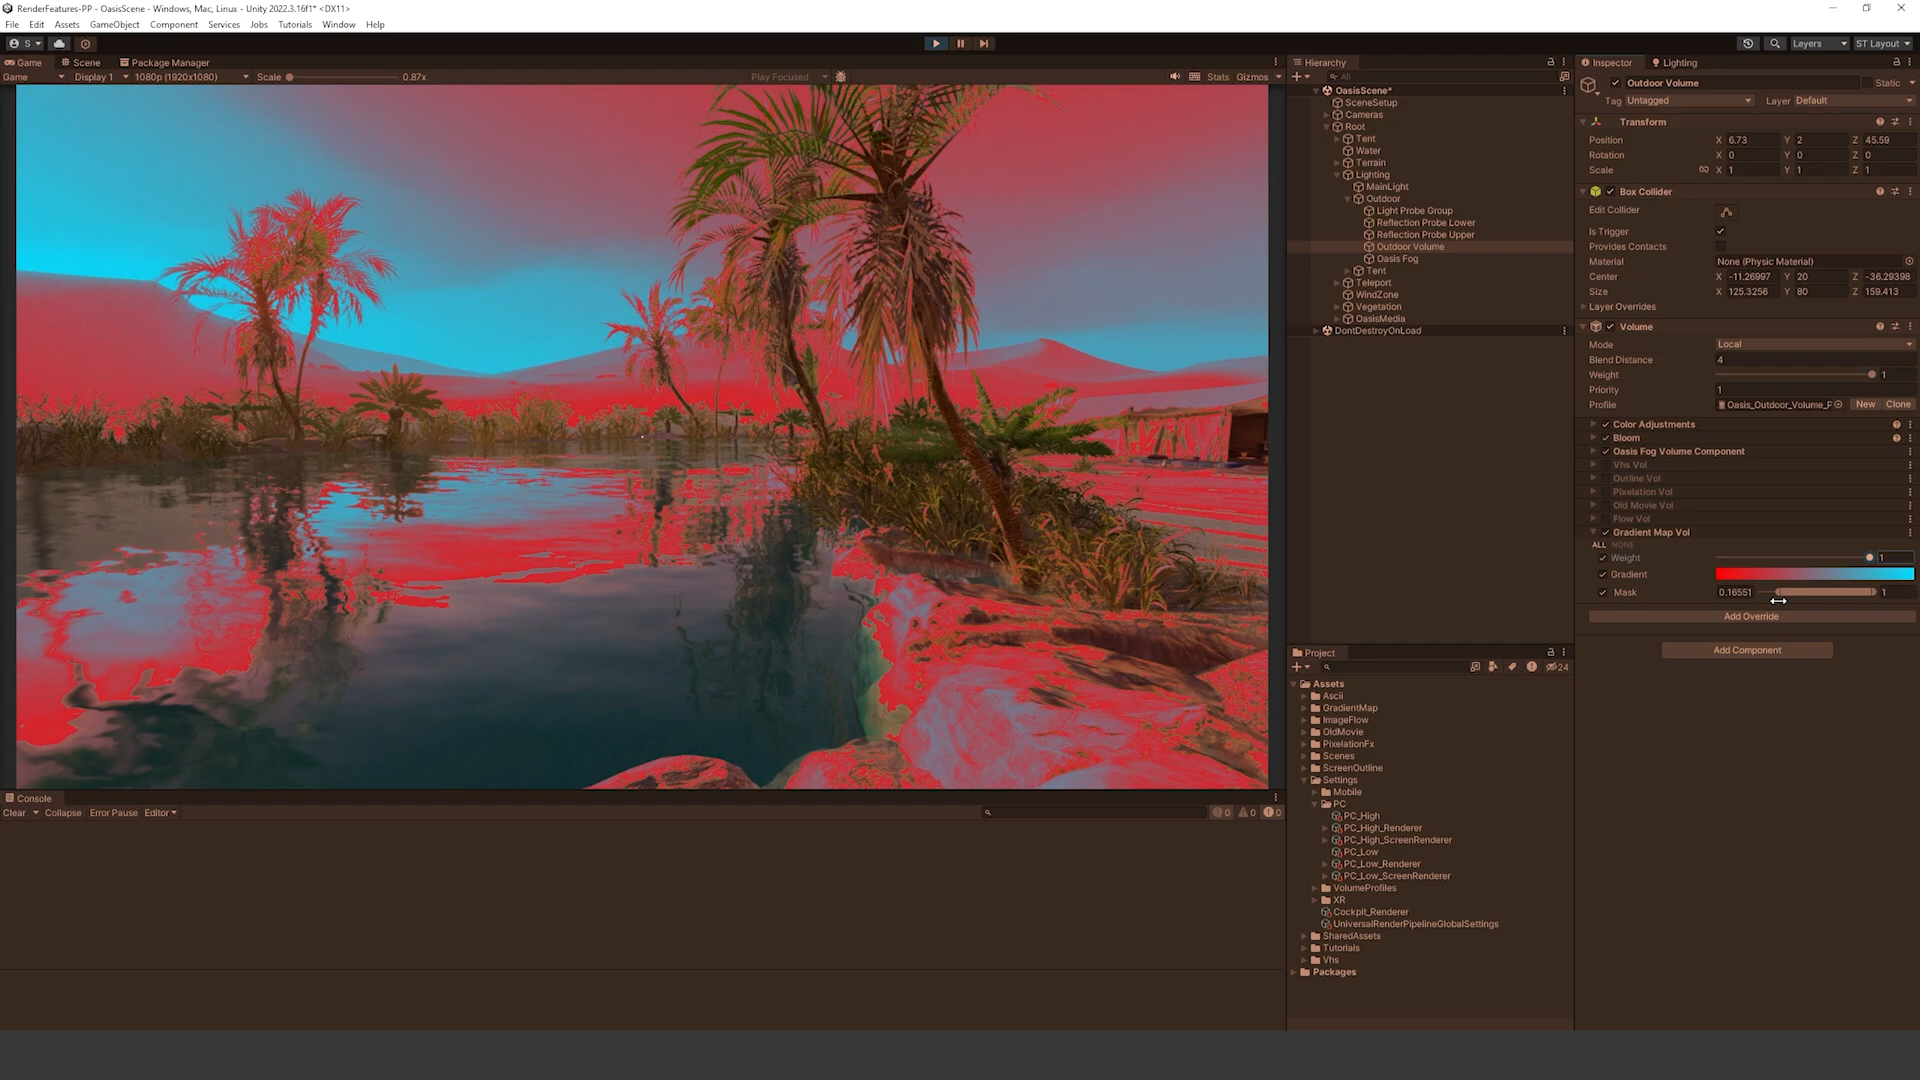 RenderFeatures-PP - OasisScene - Windows, Mac, Linux - Unity 2022.3.16f1* <DX11>
File Edit Assets GameObject Component Services Jobs Tutorials Window Help
S Layers ST Layout
Game Scene Package Manager
Game Display 1 1080p (1920x1080) Scale 0.87x Play Focused Stats Gizmos
Hierarchy
All
OasisScene*
SceneSetup
Cameras
Root
Tent
Water
Terrain
Lighting
MainLight
Outdoor
Light Probe Group
Reflection Probe Lower
Reflection Probe Upper
Outdoor Volume
Oasis Fog
Tent
Teleport
WindZone
Vegetation
OasisMedia
DontDestroyOnLoad
Inspector Lighting
Outdoor Volume Static
Tag Untagged Layer Default
Transform
Position X 6.73 Y 2 Z 45.59
Rotation X 0 Y 0 Z 0
Scale X 1 Y 1 Z 1
Box Collider
Edit Collider
Is Trigger
Provides Contacts
Material None (Physic Material)
Center X -11.26997 Y 20 Z -36.29398
Size X 125.3256 Y 80 Z 159.413
Layer Overrides
Volume
Mode Local
Blend Distance 4
Weight 1
Priority 1
Profile Oasis_Outdoor_Volume_P New Clone
Color Adjustments
Bloom
Oasis Fog Volume Component
Vhs Vol
Outline Vol
Pixelation Vol
Old Movie Vol
Flow Vol
Gradient Map Vol
ALL NONE
Weight 1
Gradient
Mask 0.16551 1
Add Override
Add Component
Project
24
Assets
Ascii
GradientMap
ImageFlow
OldMovie
PixelationFx
Scenes
ScreenOutline
Settings
Mobile
PC
PC_High
PC_High_Renderer
PC_High_ScreenRenderer
PC_Low
PC_Low_Renderer
PC_Low_ScreenRenderer
VolumeProfiles
XR
Cockpit_Renderer
UniversalRenderPipelineGlobalSettings
SharedAssets
Tutorials
Vhs
Packages
Console
Clear Collapse Error Pause Editor 0 0 0